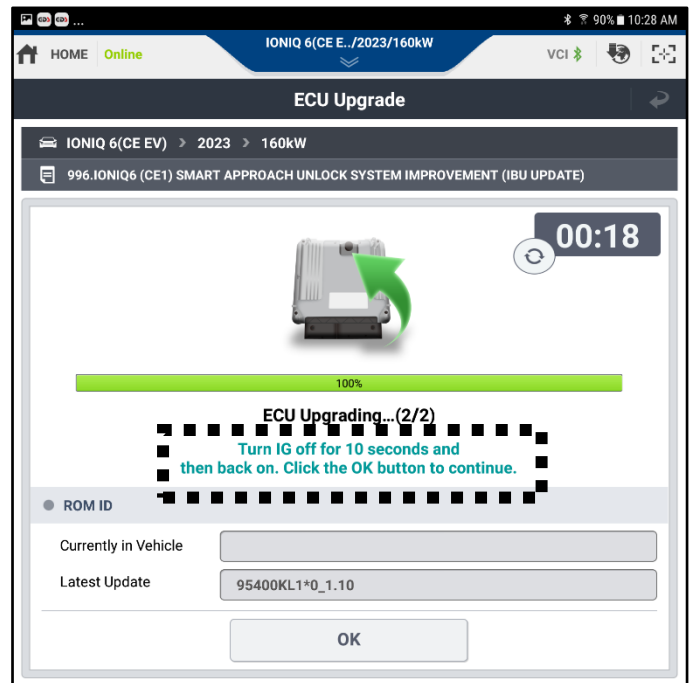 ... 90% 10:28 AM
HOME Online IONIQ 6(CE E../2023/160kW VCI
ECU Upgrade
IONIQ 6(CE EV) > 2023 > 160kW
996.IONIQ6 (CE1) SMART APPROACH UNLOCK SYSTEM IMPROVEMENT (IBU UPDATE)
00:18
100%
ECU Upgrading...(2/2)
Turn IG off for 10 seconds and
then back on. Click the OK button to continue.
ROM ID
Currently in Vehicle
Latest Update 95400KL1*0_1.10
OK